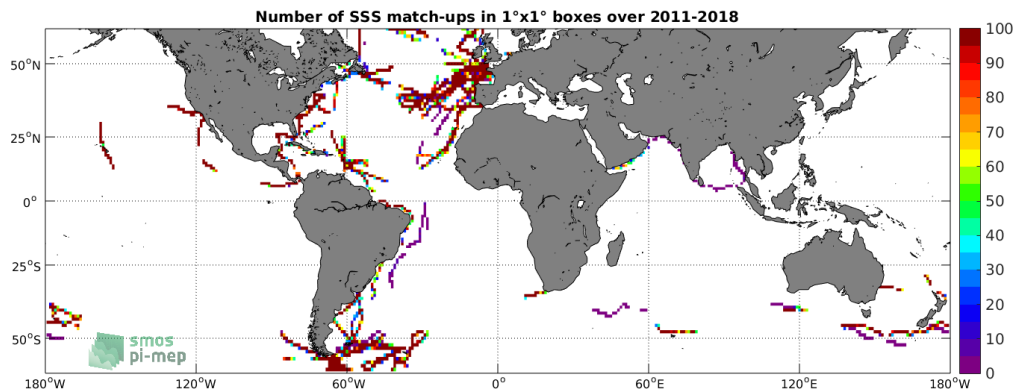 Number of SSS match-ups in 1°x1° boxes over 2011-2018
50°N
25°N
0°
25°S
50°S
180°W
120°W
60°W
0°
60°E
120°E
180°W
100
90
80
70
60
50
40
30
20
10
0
smos
pi-mep